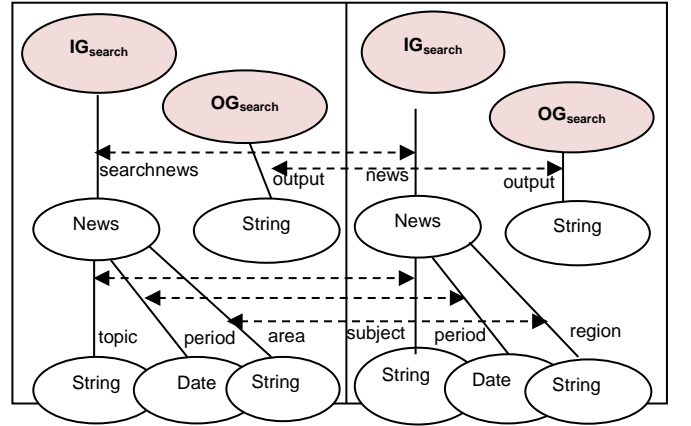 IGsearch
OGsearch
searchnews
output
News
String
topic
period
area
String
Date
String
IGsearch
OGsearch
news
output
News
String
subject
period
region
String
Date
String